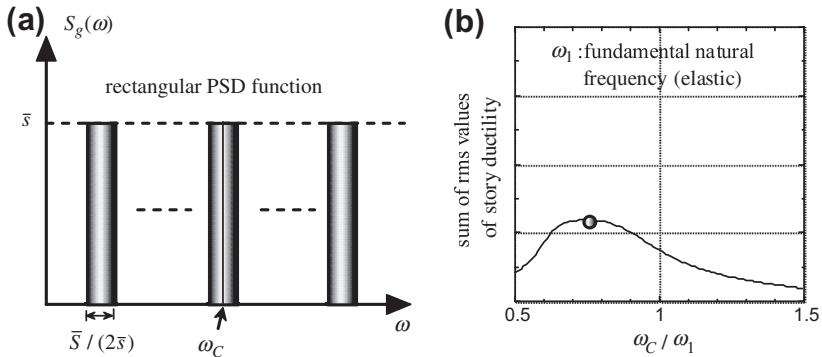 (a)
S_g(ω)
rectangular PSD function
s̄
S̄ / (2s̄)
ω_C
ω
(b)
ω_1 :fundamental natural
frequency (elastic)
sum of rms values
of story ductility
0.5
1
1.5
ω_C / ω_1